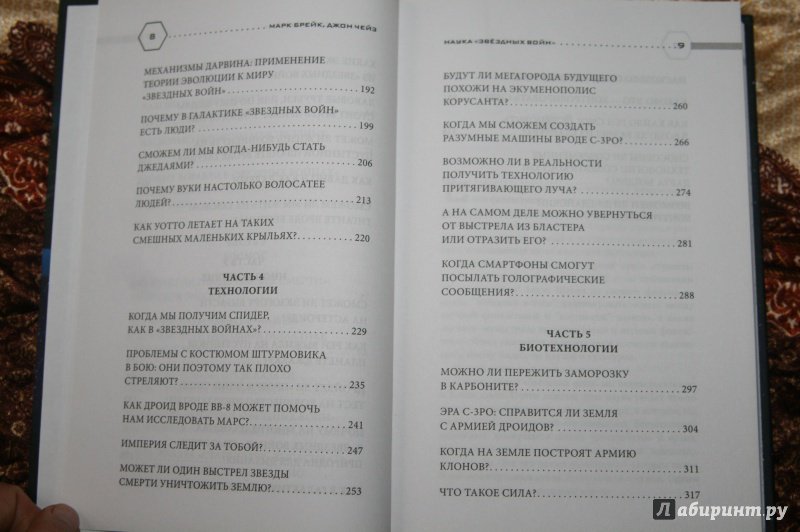 8
МАРК БРЕЙК, ДЖОН ЧЕЙЗ
МЕХАНИЗМЫ ДАРВИНА: ПРИМЕНЕНИЕ
ТЕОРИИ ЭВОЛЮЦИИ К МИРУ
«ЗВЕЗДНЫХ ВОЙН» 192
ПОЧЕМУ В ГАЛАКТИКЕ «ЗВЕЗДНЫХ ВОЙН»
ЕСТЬ ЛЮДИ? 199
СМОЖЕМ ЛИ МЫ КОГДА-НИБУДЬ СТАТЬ
ДЖЕДАЯМИ? 206
ПОЧЕМУ ВУКИ НАСТОЛЬКО ВОЛОСАТЕЕ
ЛЮДЕЙ? 213
КАК УОТТО ЛЕТАЕТ НА ТАКИХ
СМЕШНЫХ МАЛЕНЬКИХ КРЫЛЬЯХ? 220
ЧАСТЬ 4
ТЕХНОЛОГИИ
КОГДА МЫ ПОЛУЧИМ СПИДЕР,
КАК В «ЗВЕЗДНЫХ ВОЙНАХ»? 229
ПРОБЛЕМЫ С КОСТЮМОМ ШТУРМОВИКА
В БОЮ: ОНИ ПОЭТОМУ ТАК ПЛОХО
СТРЕЛЯЮТ? 235
КАК ДРОИД ВРОДЕ BB-8 МОЖЕТ ПОМОЧЬ
НАМ ИССЛЕДОВАТЬ МАРС? 241
ИМПЕРИЯ СЛЕДИТ ЗА ТОБОЙ? 247
МОЖЕТ ЛИ ОДИН ВЫСТРЕЛ ЗВЕЗДЫ
СМЕРТИ УНИЧТОЖИТЬ ЗЕМЛЮ? 253
НАУКА «ЗВЁЗДНЫХ ВОЙН»
9
БУДУТ ЛИ МЕГАГОРОДА БУДУЩЕГО
ПОХОЖИ НА ЭКУМЕНОПОЛИС
КОРУСАНТА? 260
КОГДА МЫ СМОЖЕМ СОЗДАТЬ
РАЗУМНЫЕ МАШИНЫ ВРОДЕ C-3PO? 266
ВОЗМОЖНО ЛИ В РЕАЛЬНОСТИ
ПОЛУЧИТЬ ТЕХНОЛОГИЮ
ПРИТЯГИВАЮЩЕГО ЛУЧА? 274
А НА САМОМ ДЕЛЕ МОЖНО УВЕРНУТЬСЯ
ОТ ВЫСТРЕЛА ИЗ БЛАСТЕРА
ИЛИ ОТРАЗИТЬ ЕГО? 281
КОГДА СМАРТФОНЫ СМОГУТ
ПОСЫЛАТЬ ГОЛОГРАФИЧЕСКИЕ
СООБЩЕНИЯ? 288
ЧАСТЬ 5
БИОТЕХНОЛОГИИ
МОЖНО ЛИ ПЕРЕЖИТЬ ЗАМОРОЗКУ
В КАРБОНИТЕ? 297
ЭРА C-3PO: СПРАВИТСЯ ЛИ ЗЕМЛЯ
С АРМИЕЙ ДРОИДОВ? 304
КОГДА НА ЗЕМЛЕ ПОСТРОЯТ АРМИЮ
КЛОНОВ? 311
ЧТО ТАКОЕ СИЛА? 317
лабиринт.ру